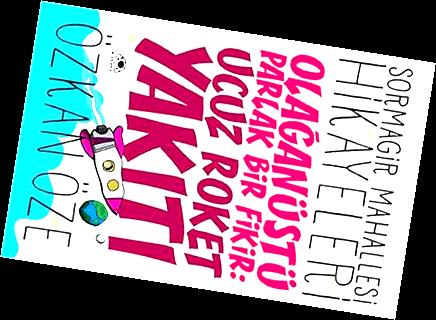 SORMAGİR MAHALLESİ
HİKAYELERİ
OLAĞANÜSTÜ
PARLAK BİR FİKİR:
UCUZ ROKET
YAKITI
ÖZKAN ÖZE